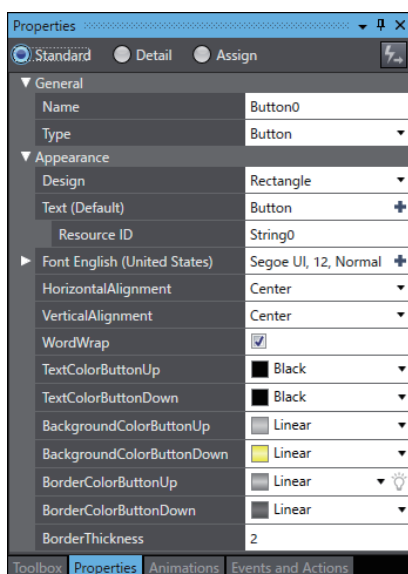 Properties
Standard Detail Assign
General
Name Button0
Type Button
Appearance
Design Rectangle
Text (Default) Button
Resource ID String0
Font English (United States) Segoe UI, 12, Normal
HorizontalAlignment Center
VerticalAlignment Center
WordWrap
TextColorButtonUp Black
TextColorButtonDown Black
BackgroundColorButtonUp Linear
BackgroundColorButtonDown Linear
BorderColorButtonUp Linear
BorderColorButtonDown Linear
BorderThickness 2
Toolbox Properties Animations Events and Actions